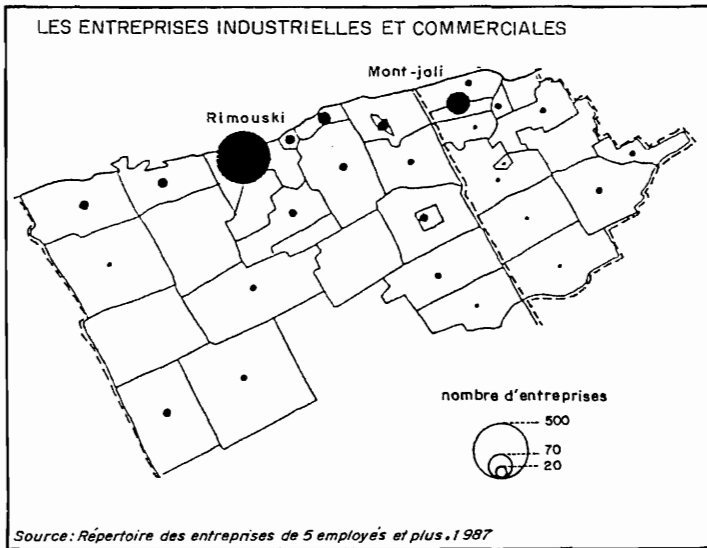 LES ENTREPRISES INDUSTRIELLES ET COMMERCIALES
Mont-joli
Rimouski
nombre d'entreprises
500
70
20
Source: Répertoire des entreprises de 5 employés et plus. 1987